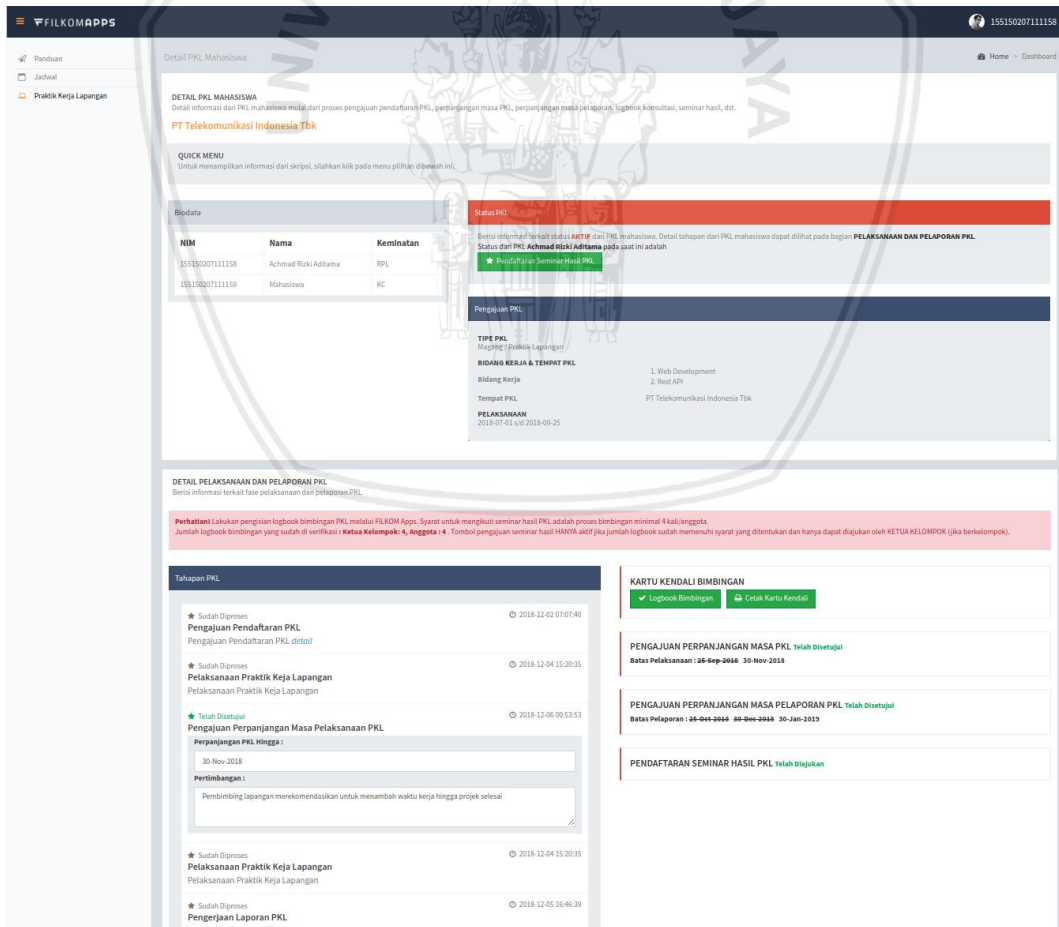 FILKOMAPPS
155150207111158
Panduan
Jadwal
Praktik Kerja Lapangan
Detail PKL Mahasiswa
Home > Dashboard
DETAIL PKL MAHASISWA
Detail informasi dari PKL mahasiswa mulai dari proses pengajuan pendaftaran PKL, perpanjangan masa PKL, perpanjangan masa pelaporan, logbook konsultasi, seminar hasil, dst.
PT Telekomunikasi Indonesia Tbk
QUICK MENU
Untuk menampilkan informasi dari skripsi, silahkan klik pada menu pilihan dibawah ini.
Biodata
NIM Nama Keminatan
155150207111158 Achmad Rizki Aditama RPL
155150207111159 Mahasiswa KC
Status PKL
Berisi informasi terkait status AKTIF dari PKL mahasiswa. Detail tahapan dari PKL mahasiswa dapat dilihat pada bagian PELAKSANAAN DAN PELAPORAN PKL.
Status dari PKL Achmad Rizki Aditama pada saat ini adalah
Pendaftaran Seminar Hasil PKL
Pengajuan PKL
TIPE PKL
Magang / Praktik Lapangan
BIDANG KERJA & TEMPAT PKL
Bidang Kerja
1. Web Development
2. Rest API
Tempat PKL PT Telekomunikasi Indonesia Tbk
PELAKSANAAN
2018-07-01 s/d 2018-09-25
DETAIL PELAKSANAAN DAN PELAPORAN PKL
Berisi informasi terkait fase pelaksanaan dan pelaporan PKL.
Perhatian! Lakukan pengisian logbook bimbingan PKL melalui FILKOM Apps. Syarat untuk mengikuti seminar hasil PKL adalah proses bimbingan minimal 4 kali/anggota.
Jumlah logbook bimbingan yang sudah di verifikasi : Ketua Kelompok: 4, Anggota : 4 . Tombol pengajuan seminar hasil HANYA aktif jika jumlah logbook sudah memenuhi syarat yang ditentukan dan hanya dapat diajukan oleh KETUA KELOMPOK (jika berkelompok).
Tahapan PKL
Sudah Diproses 2018-12-02 07:07:40
Pengajuan Pendaftaran PKL
Pengajuan Pendaftaran PKL detail
Sudah Diproses 2018-12-04 15:20:35
Pelaksanaan Praktik Keja Lapangan
Pelaksanaan Praktik Keja Lapangan
Telah Disetujui 2018-12-06 00:53:53
Pengajuan Perpanjangan Masa Pelaksanaan PKL
Perpanjangan PKL Hingga :
30-Nov-2018
Pertimbangan :
Pembimbing lapangan merekomendasikan untuk menambah waktu kerja hingga projek selesai
Sudah Diproses 2018-12-04 15:20:35
Pelaksanaan Praktik Keja Lapangan
Pelaksanaan Praktik Keja Lapangan
Sudah Diproses 2018-12-05 16:46:39
Pengerjaan Laporan PKL
KARTU KENDALI BIMBINGAN
Logbook Bimbingan Cetak Kartu Kendali
PENGAJUAN PERPANJANGAN MASA PKL Telah Disetujui
Batas Pelaksanaan : 25-Sep-2018 30-Nov-2018
PENGAJUAN PERPANJANGAN MASA PELAPORAN PKL Telah Disetujui
Batas Pelaporan : 25-Oct-2018 30-Dec-2018 30-Jan-2019
PENDAFTARAN SEMINAR HASIL PKL Telah Diajukan